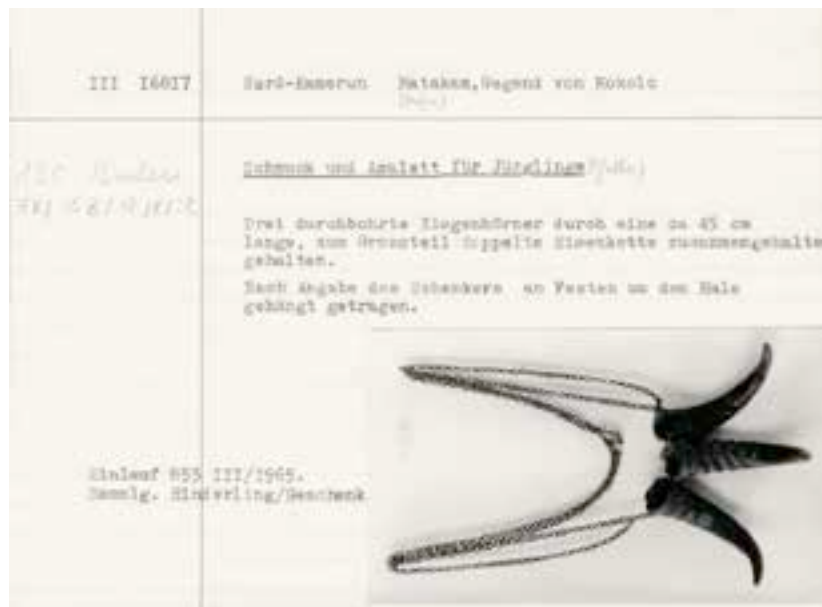 III 16017 Nord-Kamerun Matakam, Gegend von Mokolo
Schmuck und Amulett für Jünglinge
Drei durchbohrte Ziegenhörner durch eine ca 45 cm
lange, zum Grossteil doppelte Eisenkette zusammengehalten
gehalten.
Nach Angabe des Schenkers an Festen um den Hals
gehängt getragen.
Einlauf 855 III/1965.
Sammlg. Hinderling/Geschenk